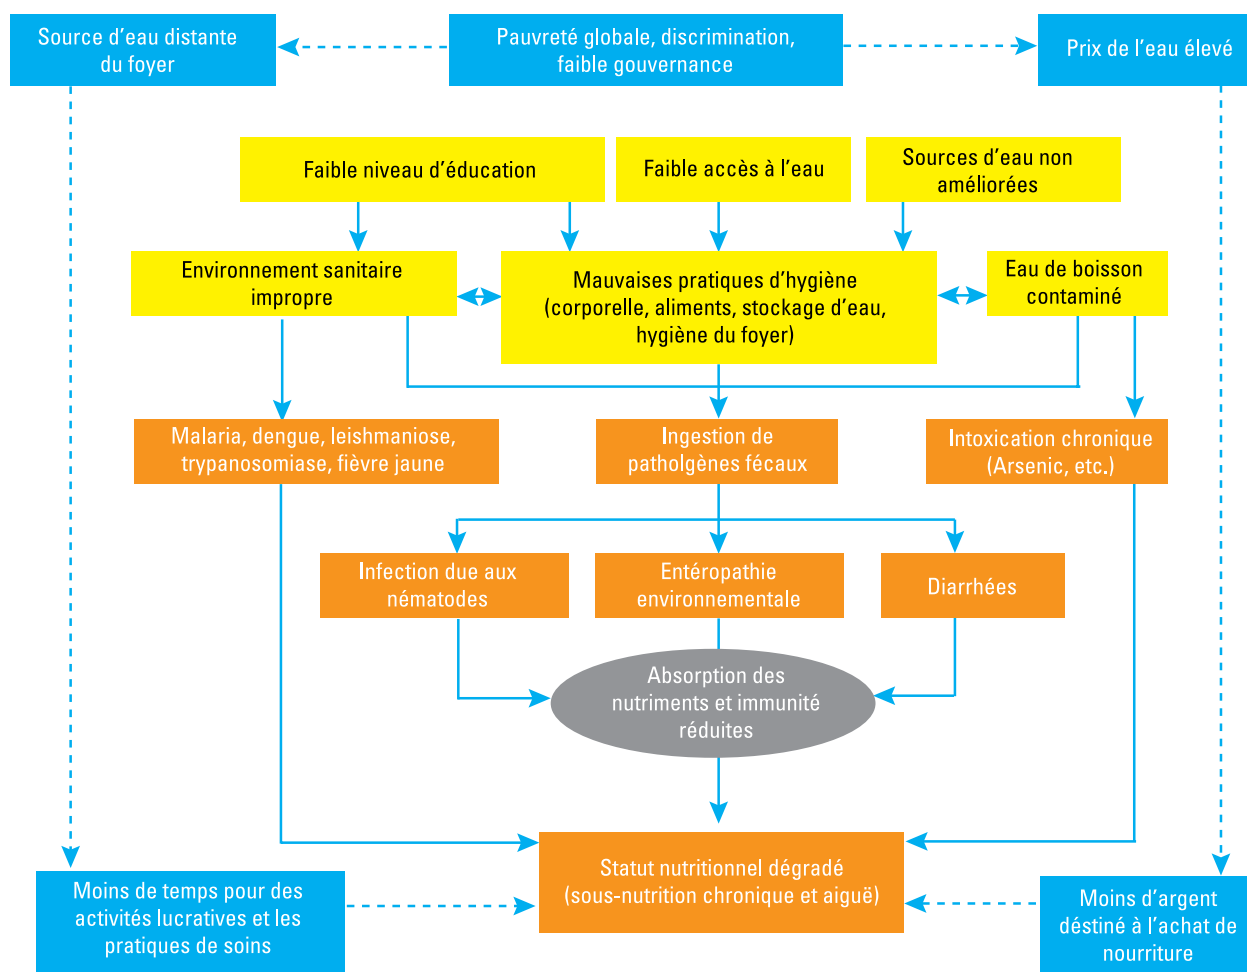 Source d'eau distante
du foyer
Pauvreté globale, discrimination,
faible gouvernance
Prix de l'eau élevé
Faible niveau d'éducation
Faible accès à l'eau
Sources d'eau non
améliorées
Environnement sanitaire
impropre
Mauvaises pratiques d'hygiène
(corporelle, aliments, stockage d'eau,
hygiène du foyer)
Eau de boisson
contaminé
Malaria, dengue, leishmaniose,
trypanosomiase, fièvre jaune
Ingestion de
patholgènes fécaux
Intoxication chronique
(Arsenic, etc.)
Infection due aux
nématodes
Entéropathie
environnementale
Diarrhées
Absorption des
nutriments et immunité
réduites
Statut nutritionnel dégradé
(sous-nutrition chronique et aiguë)
Moins de temps pour des
activités lucratives et les
pratiques de soins
Moins d'argent
déstiné à l'achat de
nourriture